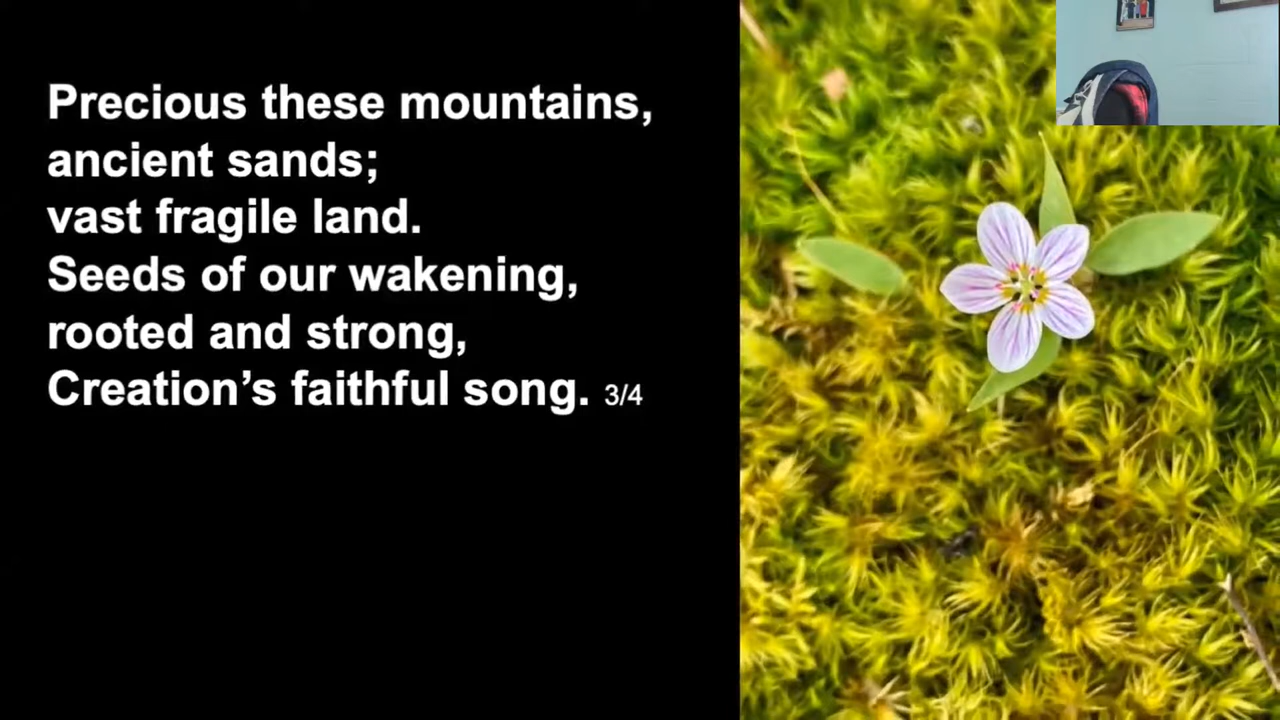 Precious these mountains,
ancient sands;
vast fragile land.
Seeds of our wakening,
rooted and strong,
Creation’s faithful song. 3/4